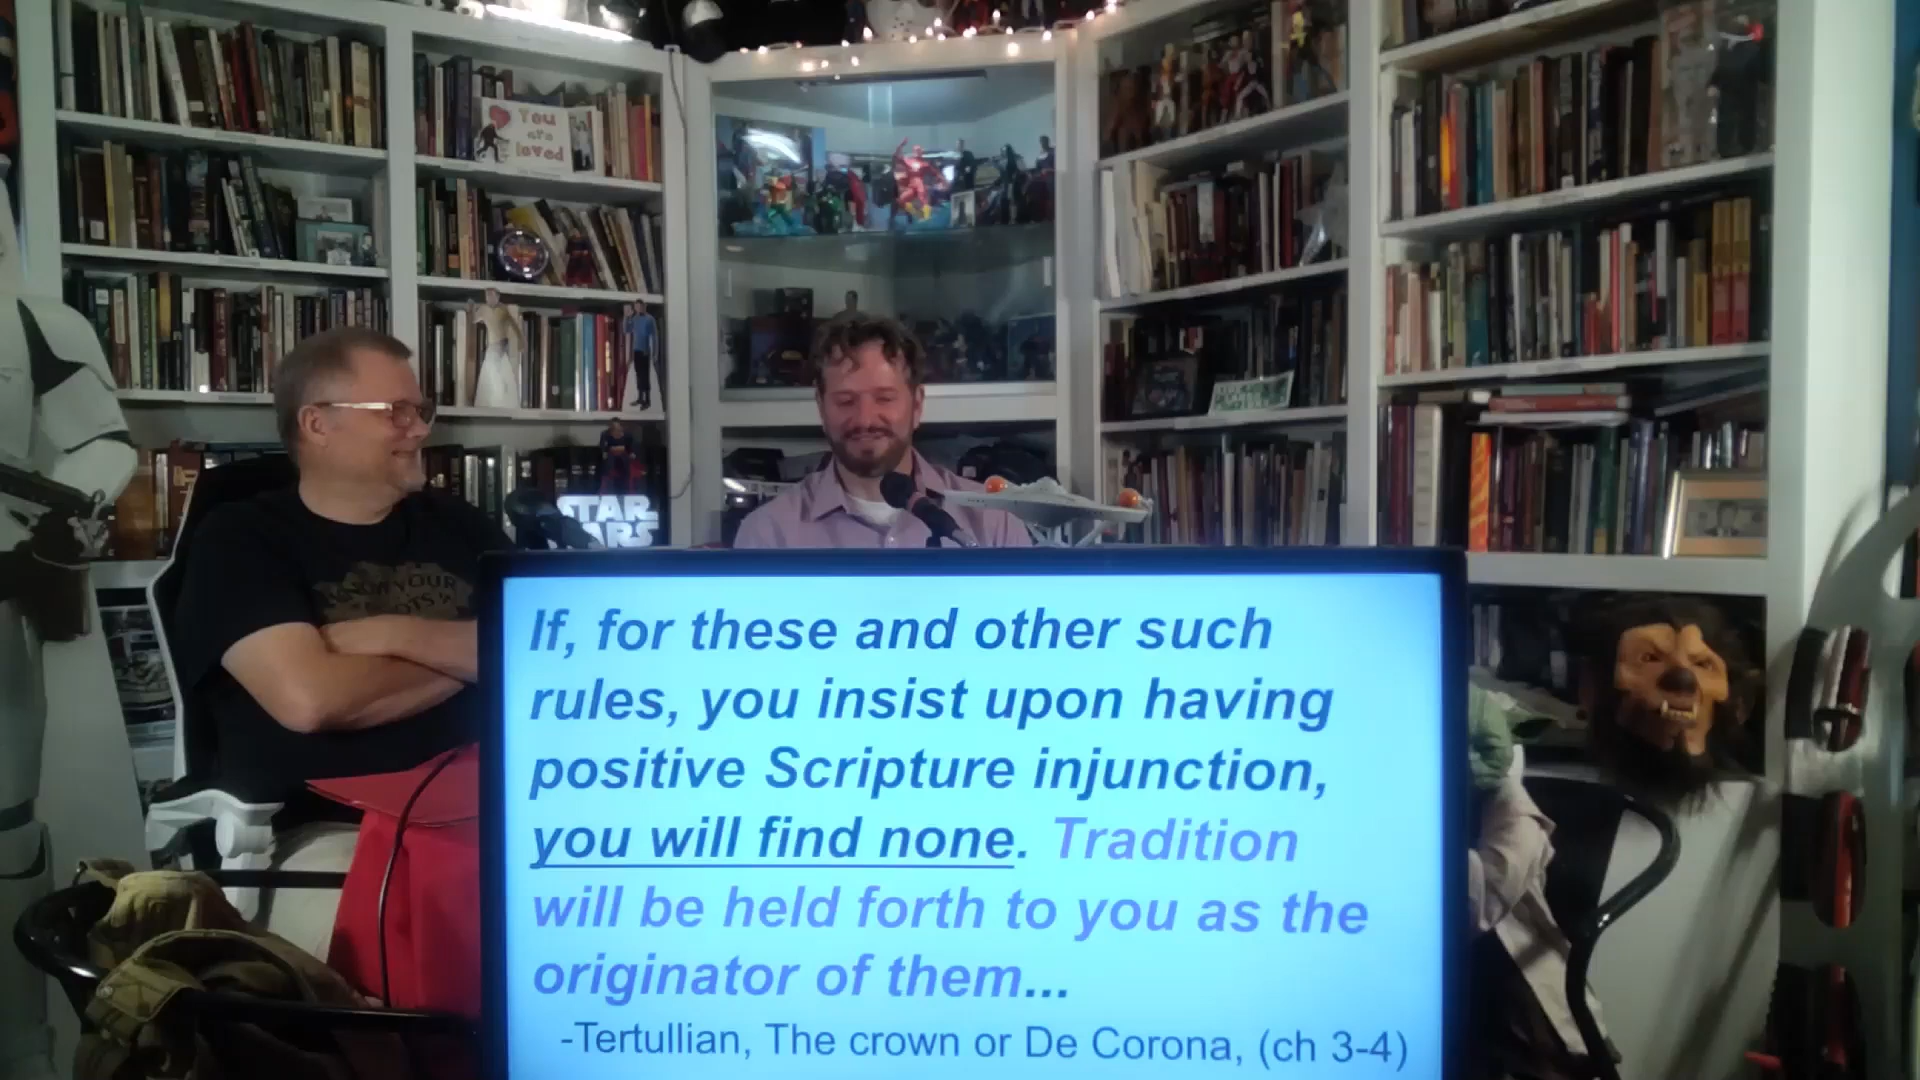 You
are
loved
STAR
WARS
KNOW YOUR
If, for these and other such
rules, you insist upon having
positive Scripture injunction,
you will find none. Tradition
will be held forth to you as the
originator of them...
-Tertullian, The crown or De Corona, (ch 3-4)